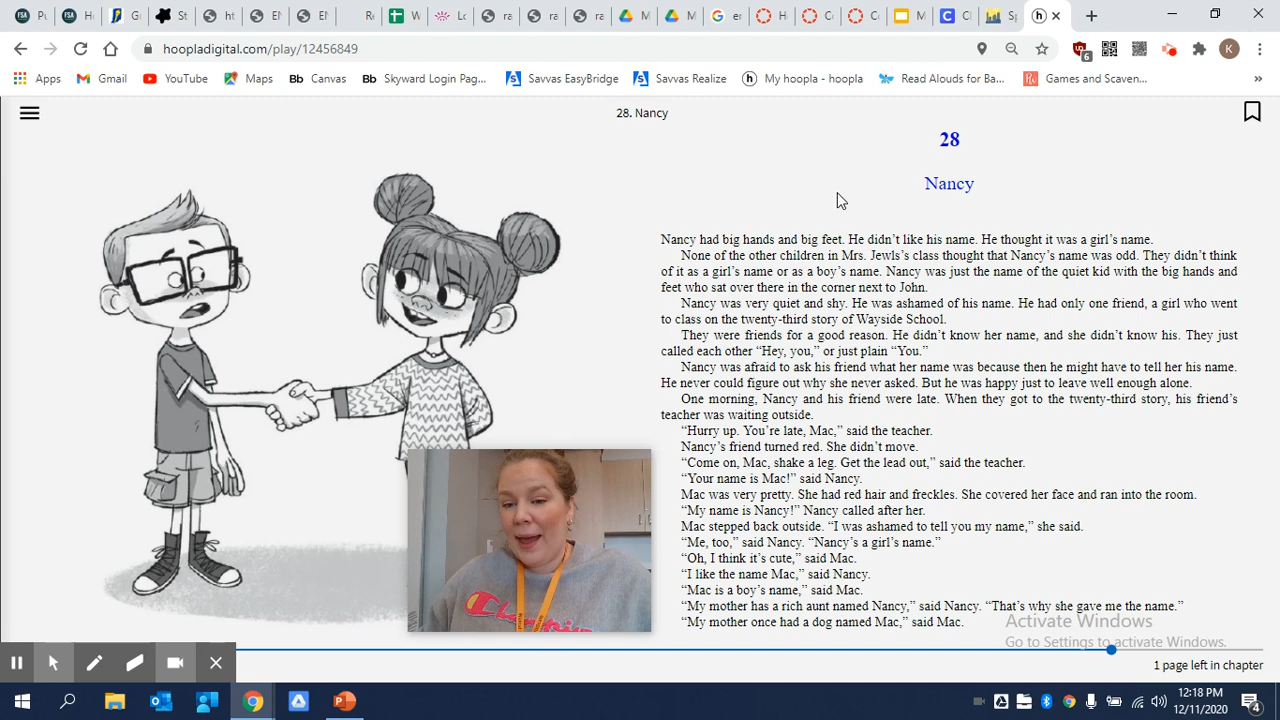 Pu
H
G
St
ht
EN
EN
Re
W
le
ra
ra
ra
M
M
er
C
H
C
C
M
Cl
Sp
h
hoopladigital.com/play/12456849
6
K
Apps
Gmail
YouTube
Maps
Bb Canvas
Bb Skyward Login Pag...
Savvas EasyBridge
Savvas Realize
My hoopla - hoopla
Read Alouds for Ba...
Games and Scaven...
28. Nancy
28
Nancy
Nancy had big hands and big feet. He didn't like his name. He thought it was a girl's name.
None of the other children in Mrs. Jewls's class thought that Nancy's name was odd. They didn't think
of it as a girl's name or as a boy's name. Nancy was just the name of the quiet kid with the big hands and
feet who sat over there in the corner next to John.
Nancy was very quiet and shy. He was ashamed of his name. He had only one friend, a girl who went
to class on the twenty-third story of Wayside School.
They were friends for a good reason. He didn't know her name, and she didn't know his. They just
called each other “Hey, you,” or just plain “You.”
Nancy was afraid to ask his friend what her name was because then he might have to tell her his name.
He never could figure out why she never asked. But he was happy just to leave well enough alone.
One morning, Nancy and his friend were late. When they got to the twenty-third story, his friend's
teacher was waiting outside.
“Hurry up. You're late, Mac,” said the teacher.
Nancy's friend turned red. She didn't move.
“Come on, Mac, shake a leg. Get the lead out,” said the teacher.
“Your name is Mac!” said Nancy.
Mac was very pretty. She had red hair and freckles. She covered her face and ran into the room.
“My name is Nancy!” Nancy called after her.
Mac stepped back outside. “I was ashamed to tell you my name,” she said.
“Me, too,” said Nancy. “Nancy's a girl's name.”
“Oh, I think it's cute,” said Mac.
“I like the name Mac,” said Nancy.
“Mac is a boy's name,” said Mac.
“My mother has a rich aunt named Nancy,” said Nancy. “That's why she gave me the name.”
“My mother once had a dog named Mac,” said Mac.
Activate Windows
Go to Settings to activate Windows.
1 page left in chapter
Champion
12:18 PM
12/11/2020
4